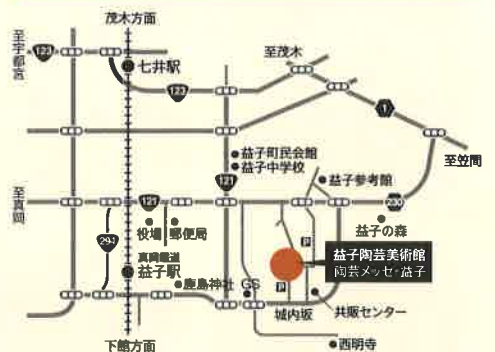 茂木方面
至宇都宮
123
七井駅
123
至茂木
1
至笠間
益子町民会館
益子中学校
益子参考館
至真岡
121
121
230
役場
郵便局
益子の森
294
真岡鐵道
益子駅
P
益子陶芸美術館
陶芸メッセ・益子
鹿島神社
GS
P
城内坂
共販センター
下館方面
西明寺